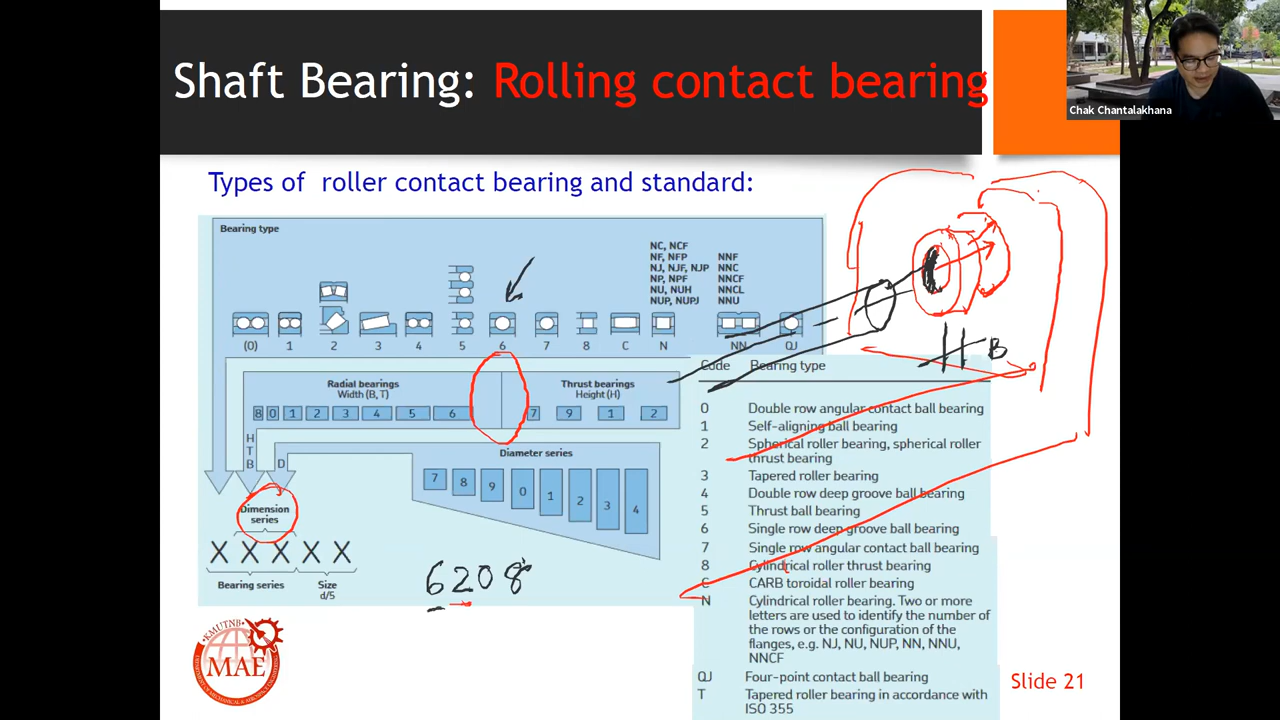 Shaft Bearing: Rolling contact bearing
Chak Chantalakhana
Types of roller contact bearing and standard:
Bearing type
NC, NCF
NF, NFP
NJ, NJF, NJP
NP, NPF
NU, NUH
NUP, NUPJ
NNF
NNC
NNCF
NNCL
NNU
(0) 1 2 3 4 5 6 7 8 C N NN QJ
B
Radial bearings
Width (B, T)
8 0 1 2 3 4 5 6
Thrust bearings
Height (H)
7 9 1 2
H
T
B
D
Diameter series
7 8 9 0 1 2 3 4
Dimension
series
X X X X X
Bearing series
Size
d/5
6208
Code Bearing type
0 Double row angular contact ball bearing
1 Self-aligning ball bearing
2 Spherical roller bearing, spherical roller
thrust bearing
3 Tapered roller bearing
4 Double row deep groove ball bearing
5 Thrust ball bearing
6 Single row deep groove ball bearing
7 Single row angular contact ball bearing
8 Cylindrical roller thrust bearing
C CARB toroidal roller bearing
N Cylindrical roller bearing. Two or more
letters are used to identify the number of
the rows or the configuration of the
flanges, e.g. NJ, NU, NUP, NN, NNU,
NNCF
QJ Four-point contact ball bearing
T Tapered roller bearing in accordance with
ISO 355
KMUTNB
MAE
Slide 21